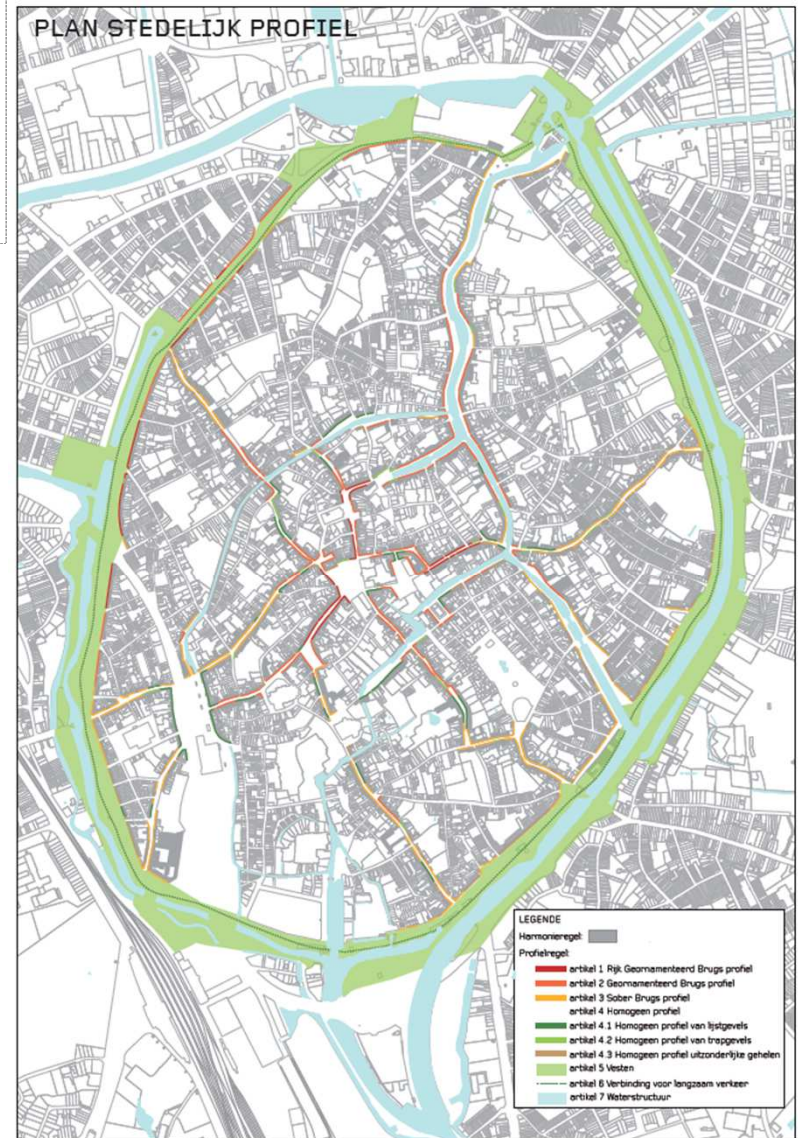 PLAN STEDELIJK PROFIEL
LEGENDE
Harmonieregel:
Profielregel:
artikel 1 Rijk Geornamenteerd Brugs profiel
artikel 2 Geornamenteerd Brugs profiel
artikel 3 Sober Brugs profiel
artikel 4 Homogeen profiel
artikel 4.1 Homogeen profiel van lijstgevels
artikel 4.2 Homogeen profiel van trapgevels
artikel 4.3 Homogeen profiel uitzonderlijke gehelen
artikel 5 Vesten
artikel 6 Verbinding voor langzaam verkeer
artikel 7 Waterstructuur